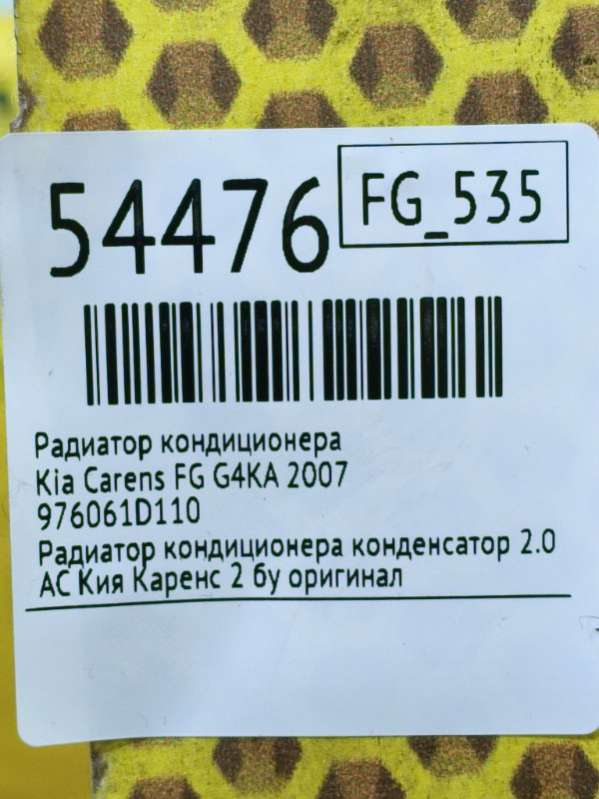 54476
FG_535
Радиатор кондиционера
Kia Carens FG G4KA 2007
976061D110
Радиатор кондиционера конденсатор 2.0
АС Кия Каренс 2 бу оригинал